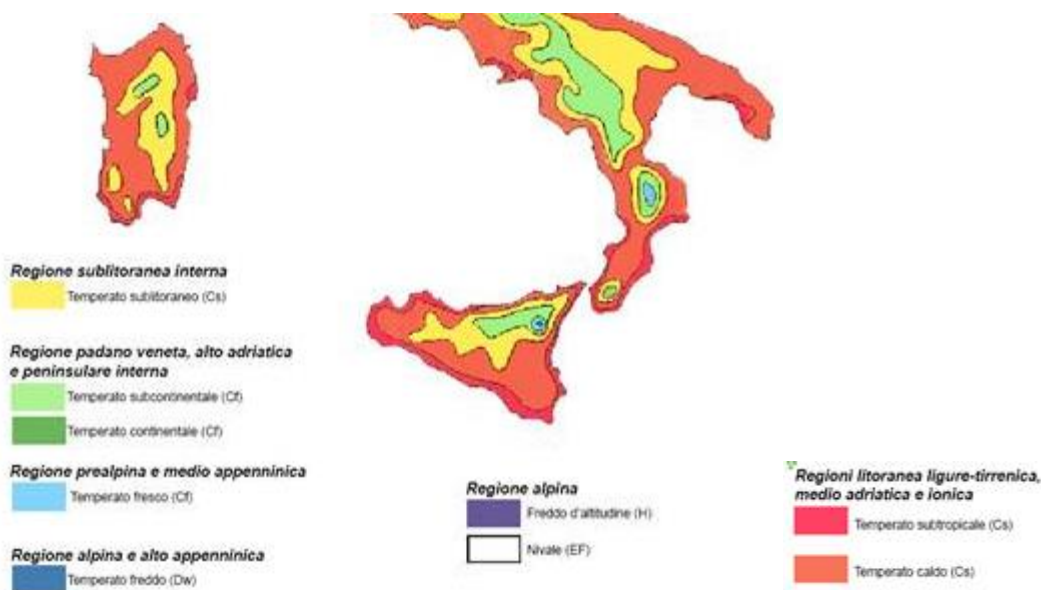 Regione sublitoranea interna
Temperato sublitoraneo (Cs)
Regione padano veneta, alto adriatica
e peninsulare interna
Temperato subcontinentale (Cf)
Temperato continentale (Cf)
Regione prealpina e medio appenninica
Temperato fresco (Cf)
Regione alpina e alto appenninica
Temperato freddo (Dw)
Regione alpina
Freddo d'altitudine (H)
Nivale (EF)
Regioni litoranea ligure-tirrenica,
medio adriatica e ionica
Temperato subtropicale (Cs)
Temperato caldo (Cs)